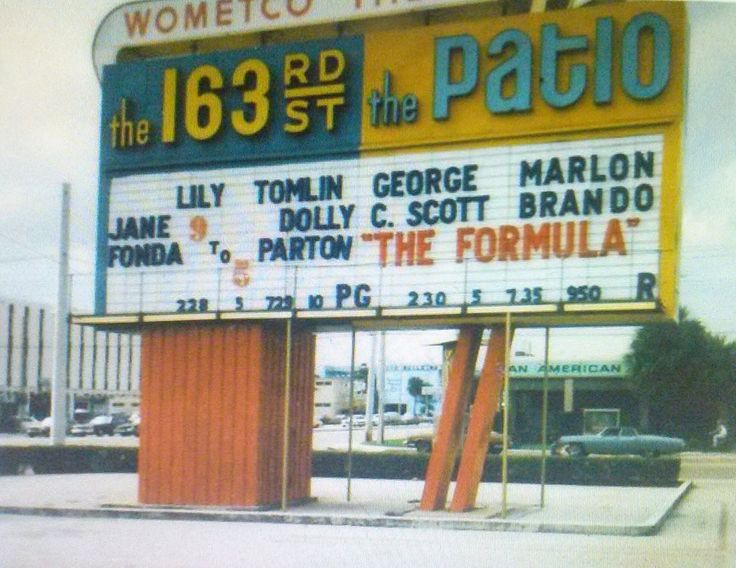 WOMETCO
the 163 RD ST
the Patio
LILY TOMLIN
JANE FONDA
9 TO 5
DOLLY PARTON
228 5 729 10 PG
GEORGE C. SCOTT
MARLON BRANDO
"THE FORMULA"
230 5 735 950 R
AN AMERICAN